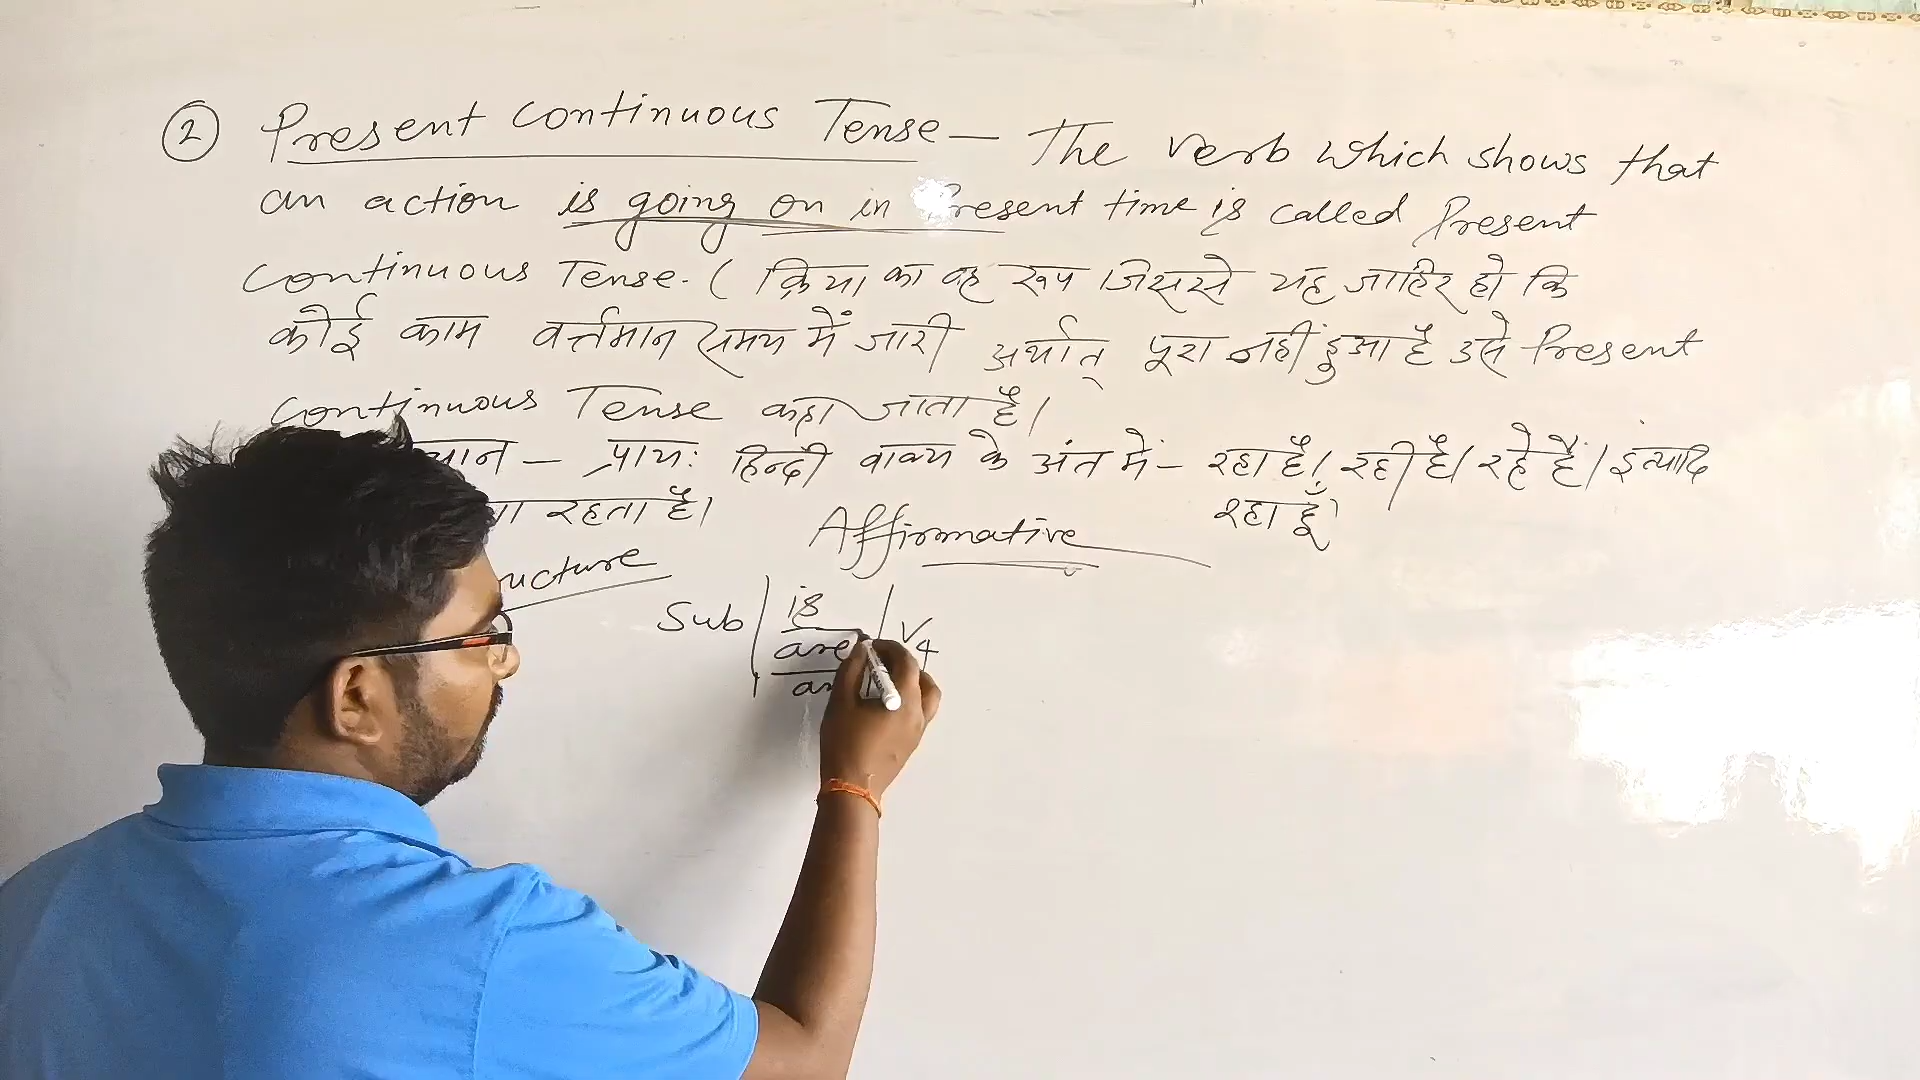 ② Present Continuous Tense — The verb which shows that
an action is going on in Present time is called Present
Continuous Tense. ( क्रिया का वह रूप जिससे यह जाहिर हो कि
कोई काम वर्त्तमान समय में जारी अर्थात् पूरा नहीं हुआ है उसे Present
Continuous Tense कहा जाता है।
— प्रायः हिन्दी वाक्य के अंत में - रहा है, रही है। रहे हैं। इत्यादि
रहता है। रहा हूँ
Affirmative
ucture
Sub | is | V4
are